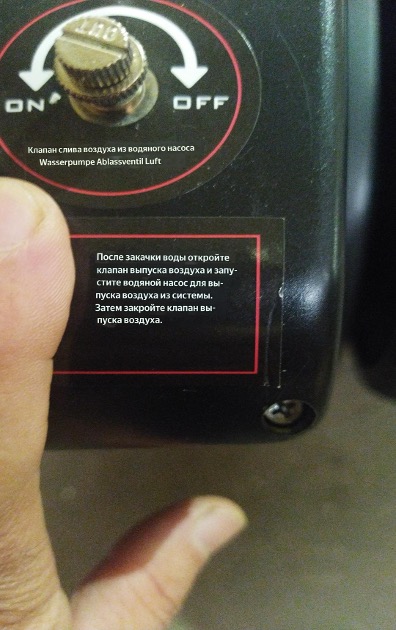 OUT
ON
OFF
Клапан слива воздуха из водяного насоса
Wasserpumpe Ablassventil Luft
После закачки воды откройте
клапан выпуска воздуха и запу-
стите водяной насос для вы-
пуска воздуха из системы.
Затем закройте клапан вы-
пуска воздуха.